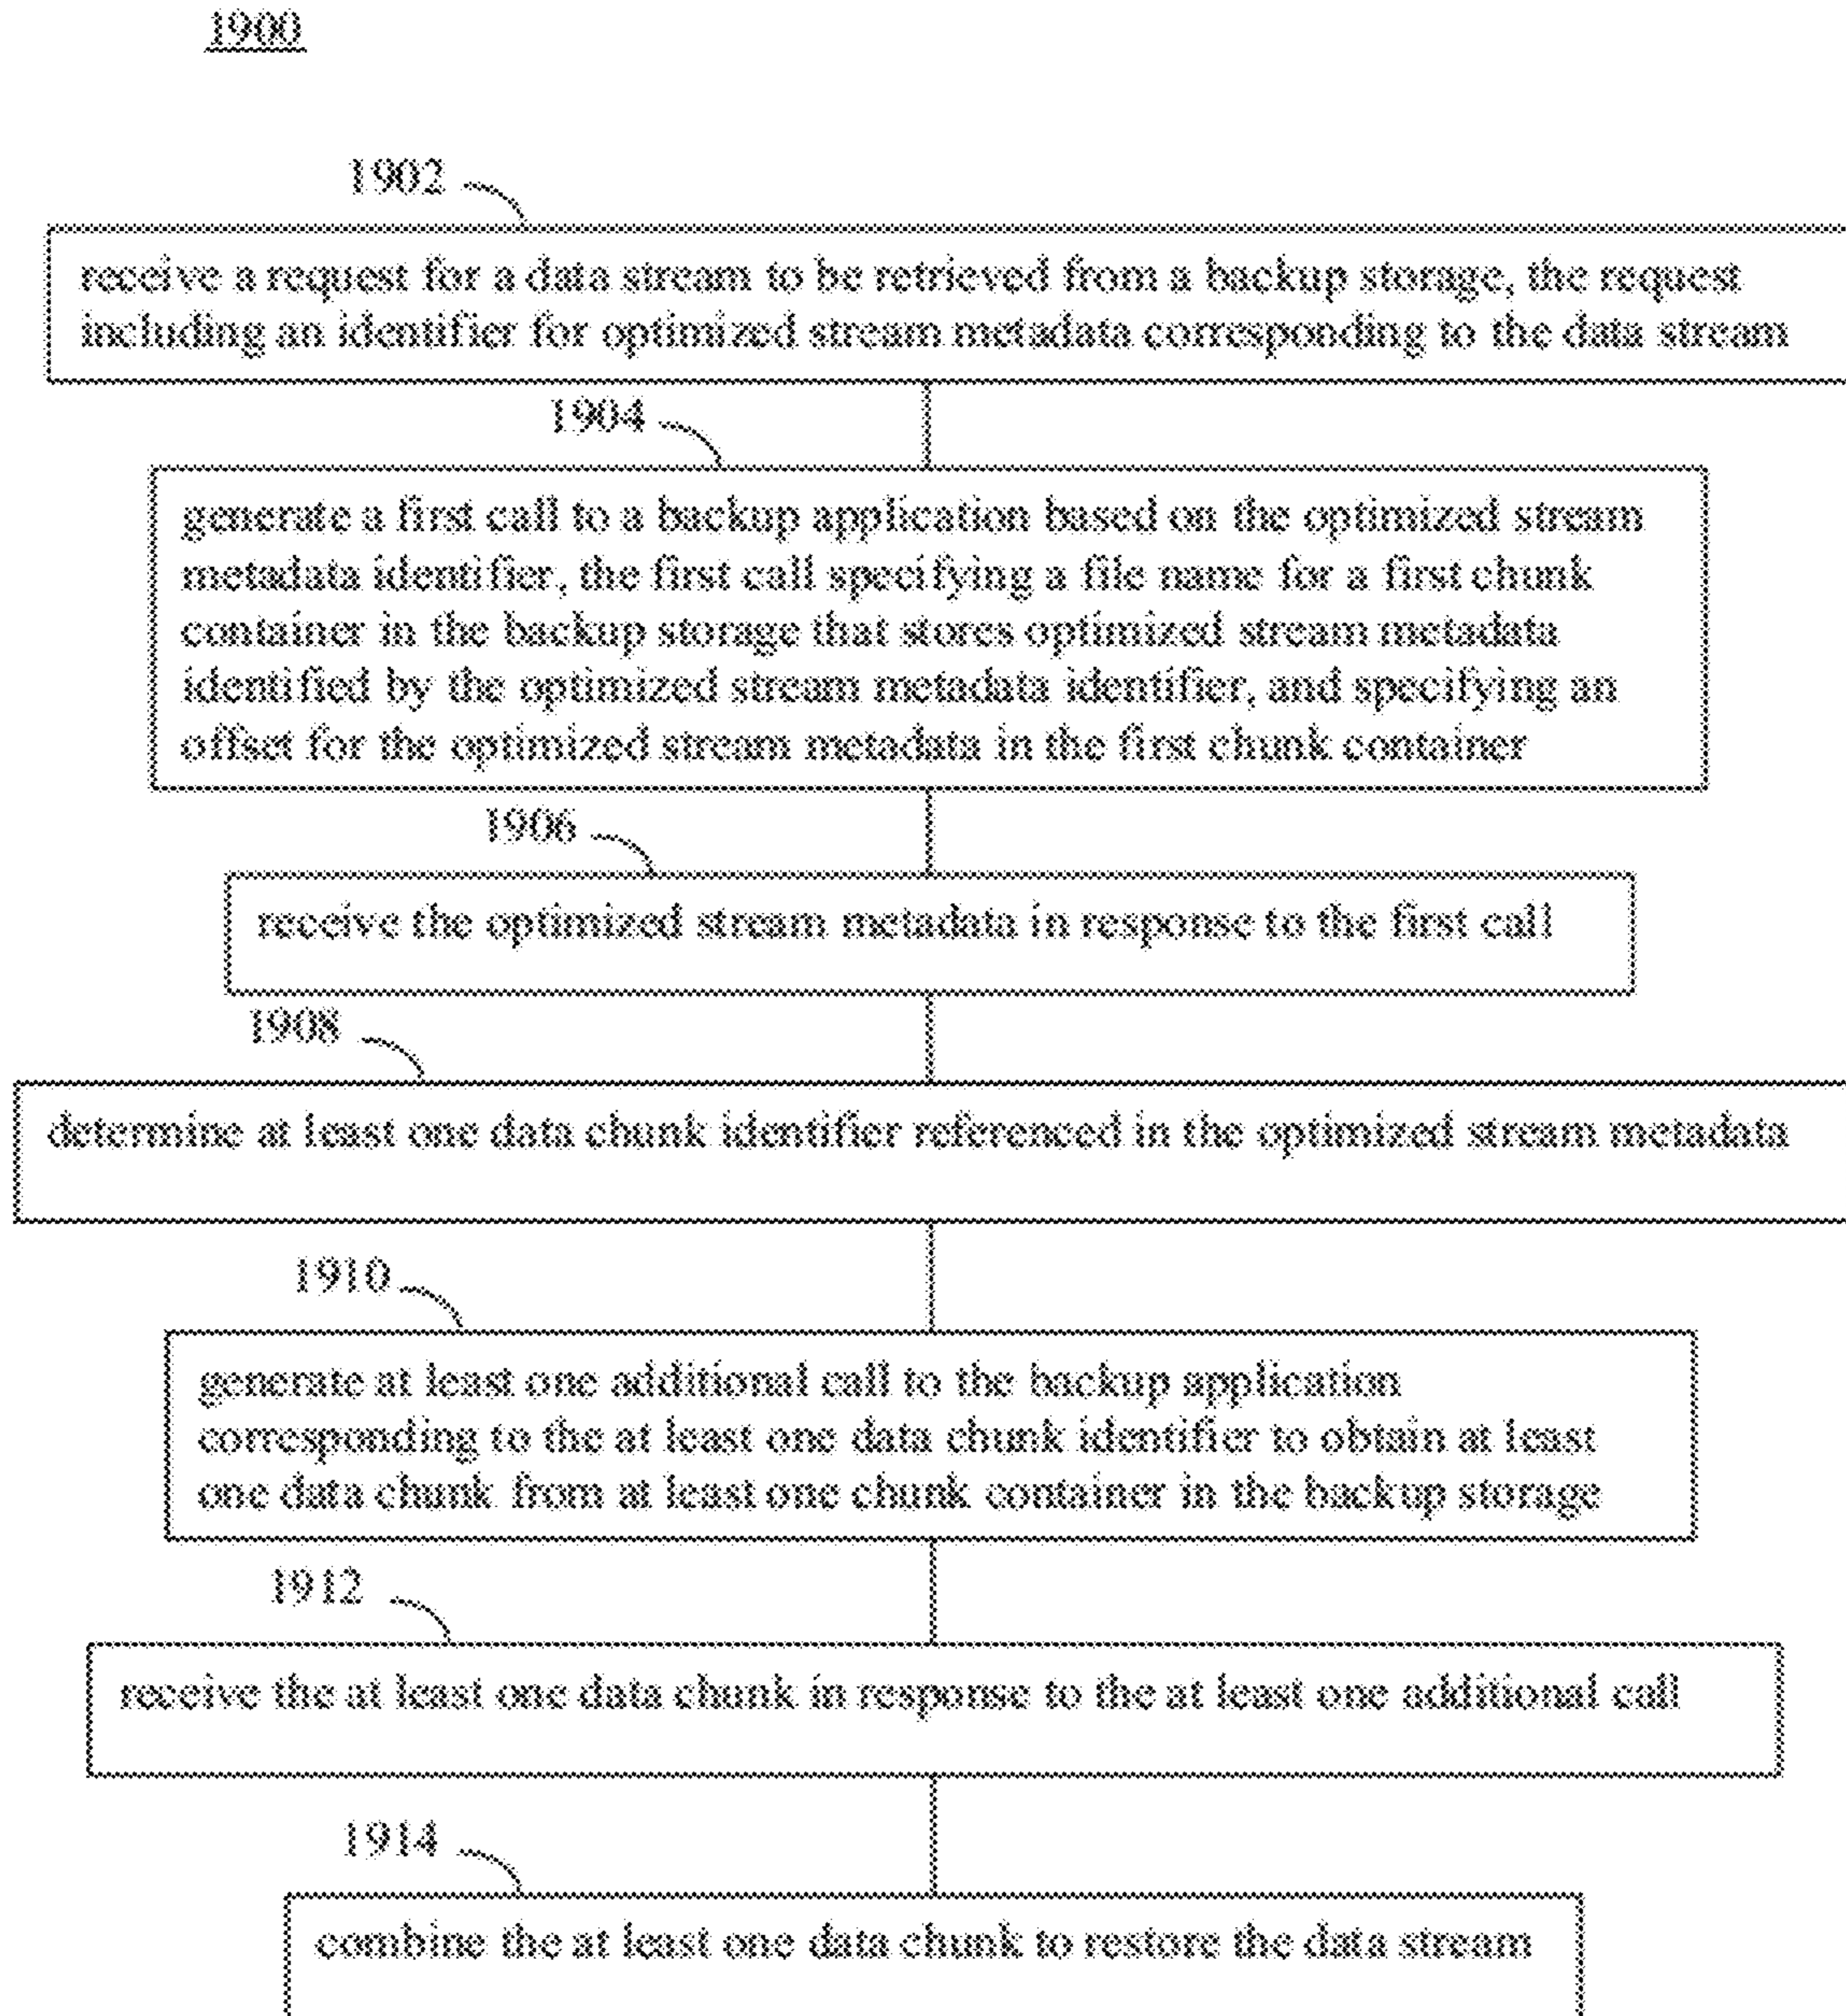 1900
1902
receive a request for a data stream to be retrieved from a backup storage, the request
including an identifier for optimized stream metadata corresponding to the data stream
1904
generate a first call to a backup application based on the optimized stream
metadata identifier, the first call specifying a file name for a first chunk
container in the backup storage that stores optimized stream metadata
identified by the optimized stream metadata identifier, and specifying an
offset for the optimized stream metadata in the first chunk container
1906
receive the optimized stream metadata in response to the first call
1908
determine at least one data chunk identifier referenced in the optimized stream metadata
1910
generate at least one additional call to the backup application
corresponding to the at least one data chunk identifier to obtain at least
one data chunk from at least one chunk container in the backup storage
1912
receive the at least one data chunk in response to the at least one additional call
1914
combine the at least one data chunk to restore the data stream